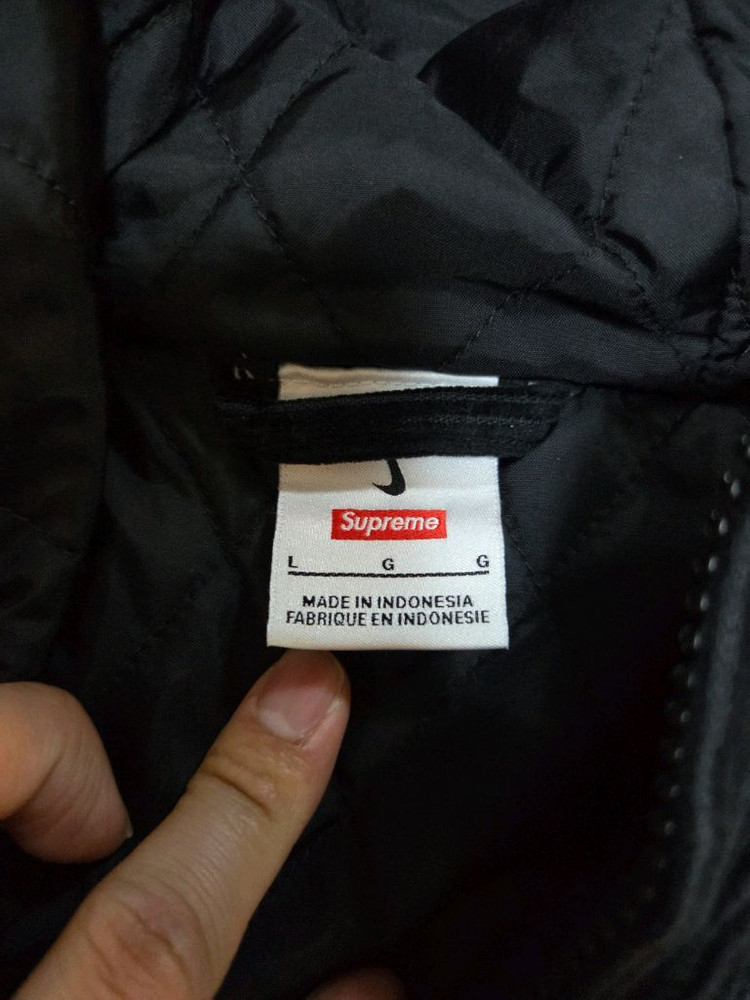 Supreme
L G G
MADE IN INDONESIA
FABRIQUE EN INDONESIE